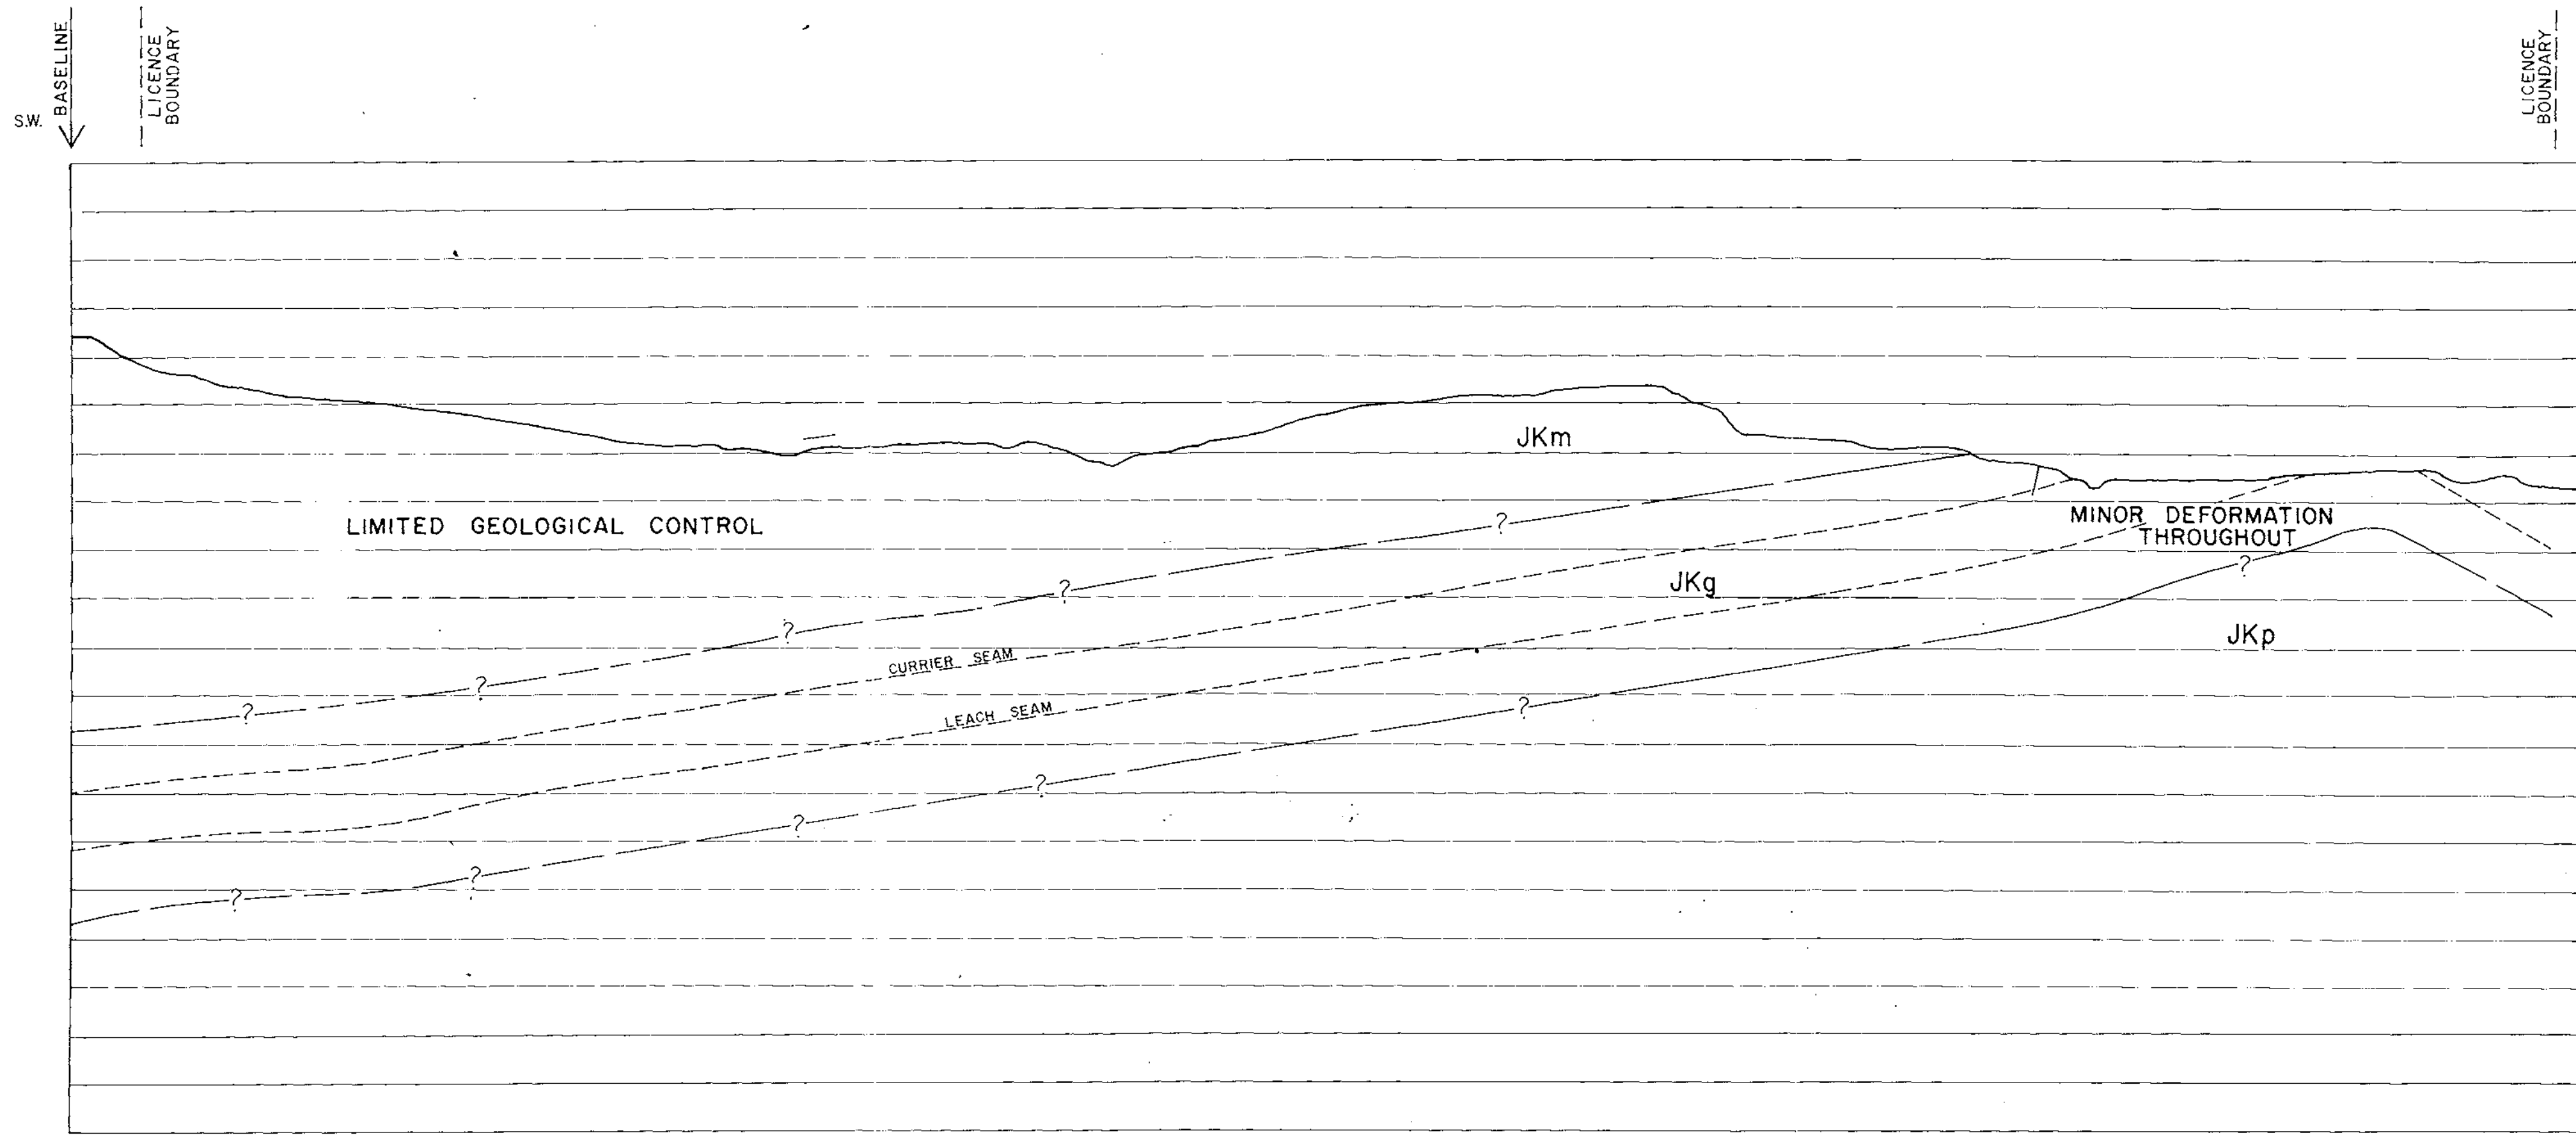 S.W.
BASELINE
LICENCE
BOUNDARY
LICENCE
BOUNDARY
JKm
LIMITED GEOLOGICAL CONTROL
MINOR DEFORMATION
THROUGHOUT
?
?
?
JKg
?
JKp
?
CURRIER SEAM
?
?
LEACH SEAM
?
?
?
?
?